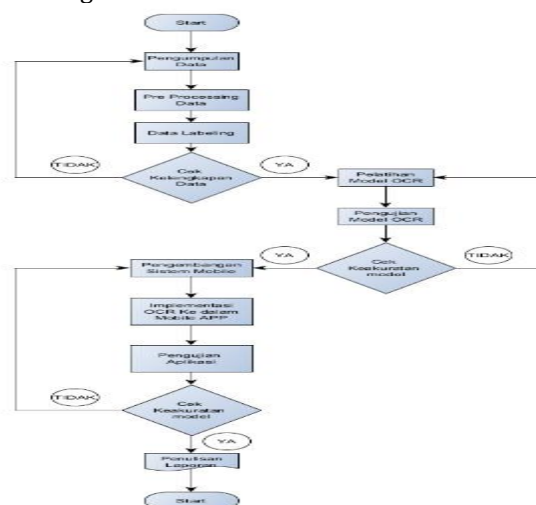 Start
Pengumpulan
Data
Pre Processing
Data
Data Labeling
Cek
Kelengkapan
Data
TIDAK
YA
Pelatihan
Model OCR
Pengujian
Model OCR
Cek
Keakuratan
model
YA
TIDAK
Pengembangan
Sistem Mobile
Implementasi
OCR Ke dalam
Mobile APP
Pengujian
Aplikasi
Cek
Keakuratan
model
TIDAK
YA
Penulisan
Laporan
Start